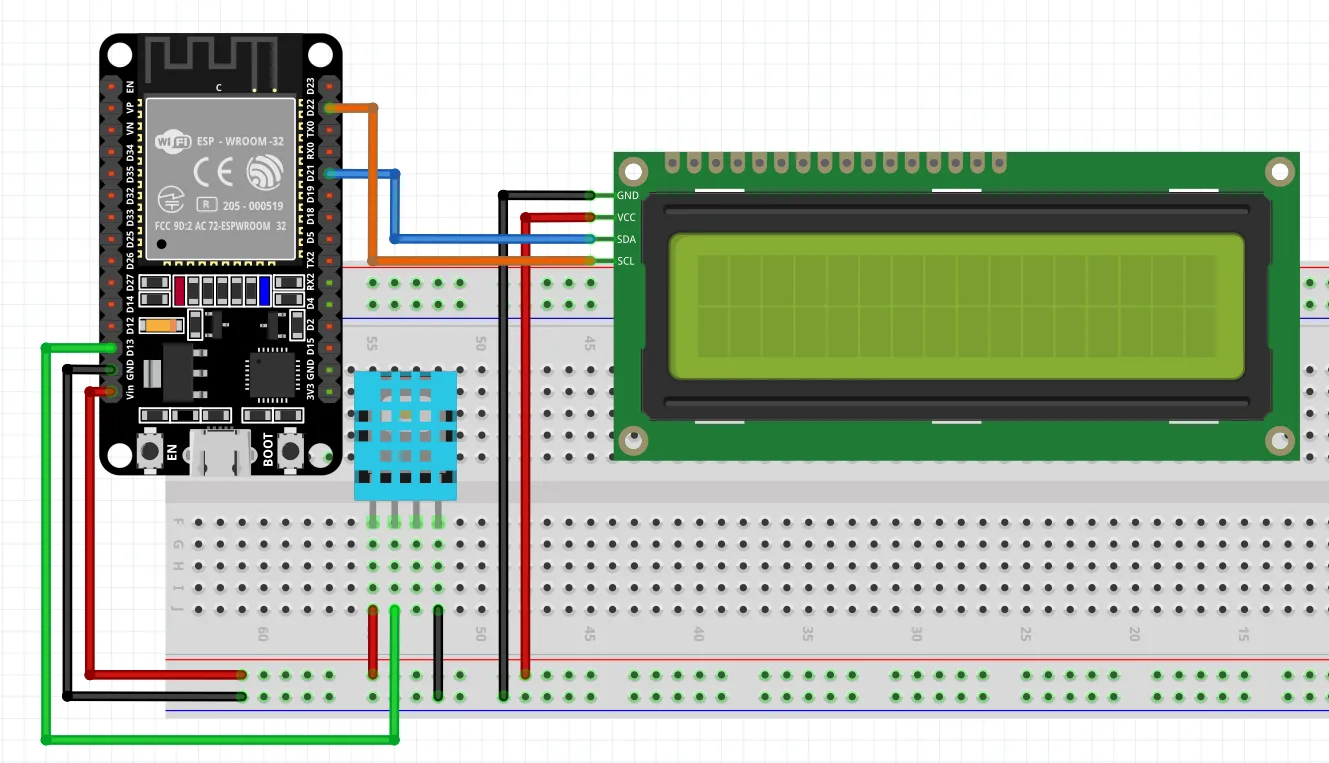 C
EN
VP
VN
D34
D35
D32
D33
D25
D26
D27
D14
D12
D13
GND
Vin
D23
D22
TX0
RX0
D21
D19
D18
D5
TX2
RX2
D4
D2
D15
GND
3V3
Wi Fi
ESP - WROOM -32
CE
R 205 - 000519
FCC 9D:2 AC 72-ESPWROOM 32
EN
BOOT
GND
VCC
SDA
SCL
55
50
45
F
G
H
I
J
60
50
45
40
35
30
25
20
15